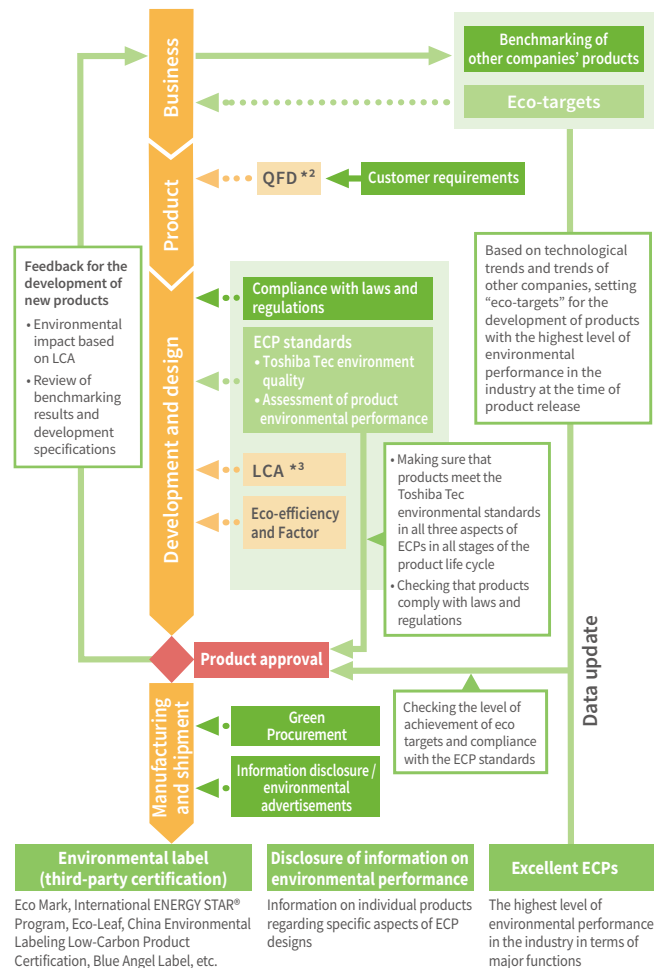 Business
Benchmarking of
other companies' products
Eco-targets
Product
QFD *2
Customer requirements
Feedback for the
development of
new products
• Environmental
impact based
on LCA
• Review of
benchmarking
results and
development
specifications
Based on technological
trends and trends of
other companies, setting
“eco-targets” for the
development of products
with the highest level of
environmental
performance in the
industry at the time of
product release
Development and design
Compliance with laws and
regulations
ECP standards
• Toshiba Tec environment
quality
• Assessment of product
environmental performance
LCA *3
Eco-efficiency
and Factor
• Making sure that
products meet the
Toshiba Tec
environmental standards
in all three aspects of
ECPs in all stages of the
product life cycle
• Checking that products
comply with laws and
regulations
Product approval
Data update
Checking the level of
achievement of eco
targets and compliance
with the ECP standards
Manufacturing
and shipment
Green
Procurement
Information disclosure /
environmental
advertisements
Environmental label
(third-party certification)
Eco Mark, International ENERGY STAR®
Program, Eco-Leaf, China Environmental
Labeling Low-Carbon Product
Certification, Blue Angel Label, etc.
Disclosure of information on
environmental performance
Information on individual products
regarding specific aspects of ECP
designs
Excellent ECPs
The highest level of
environmental performance
in the industry in terms of
major functions